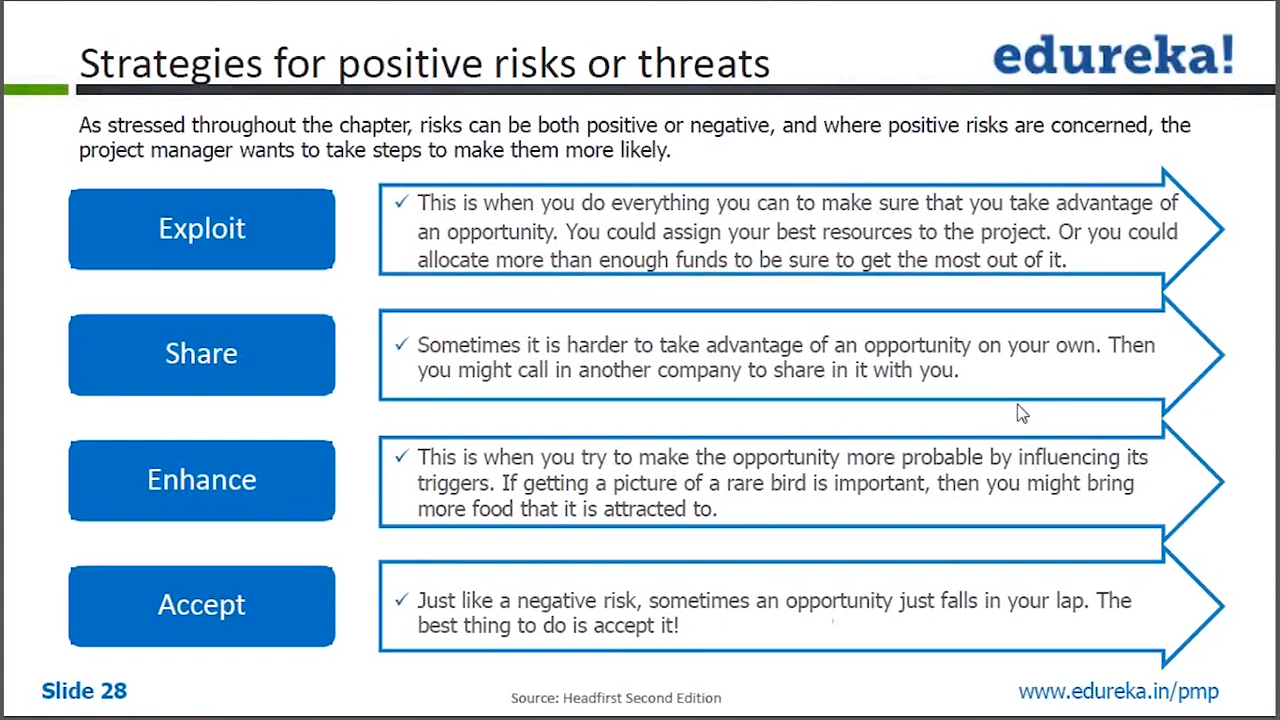 Strategies for positive risks or threats
edureka!
As stressed throughout the chapter, risks can be both positive or negative, and where positive risks are concerned, the
project manager wants to take steps to make them more likely.
Exploit
✓ This is when you do everything you can to make sure that you take advantage of
an opportunity. You could assign your best resources to the project. Or you could
allocate more than enough funds to be sure to get the most out of it.
Share
✓ Sometimes it is harder to take advantage of an opportunity on your own. Then
you might call in another company to share in it with you.
Enhance
✓ This is when you try to make the opportunity more probable by influencing its
triggers. If getting a picture of a rare bird is important, then you might bring
more food that it is attracted to.
Accept
✓ Just like a negative risk, sometimes an opportunity just falls in your lap. The
best thing to do is accept it!
Slide 28
Source: Headfirst Second Edition
www.edureka.in/pmp